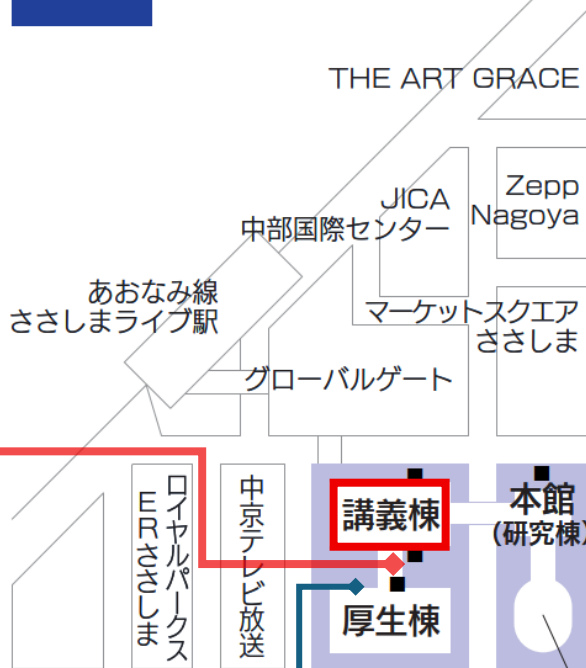 THE ART GRACE
JICA
中部国際センター
Zepp
Nagoya
あおなみ線
ささしまライブ駅
マーケットスクエア
ささしま
グローバルゲート
ロイヤルパークス
ERささしま
中京テレビ放送
講義棟
本館
(研究棟)
厚生棟